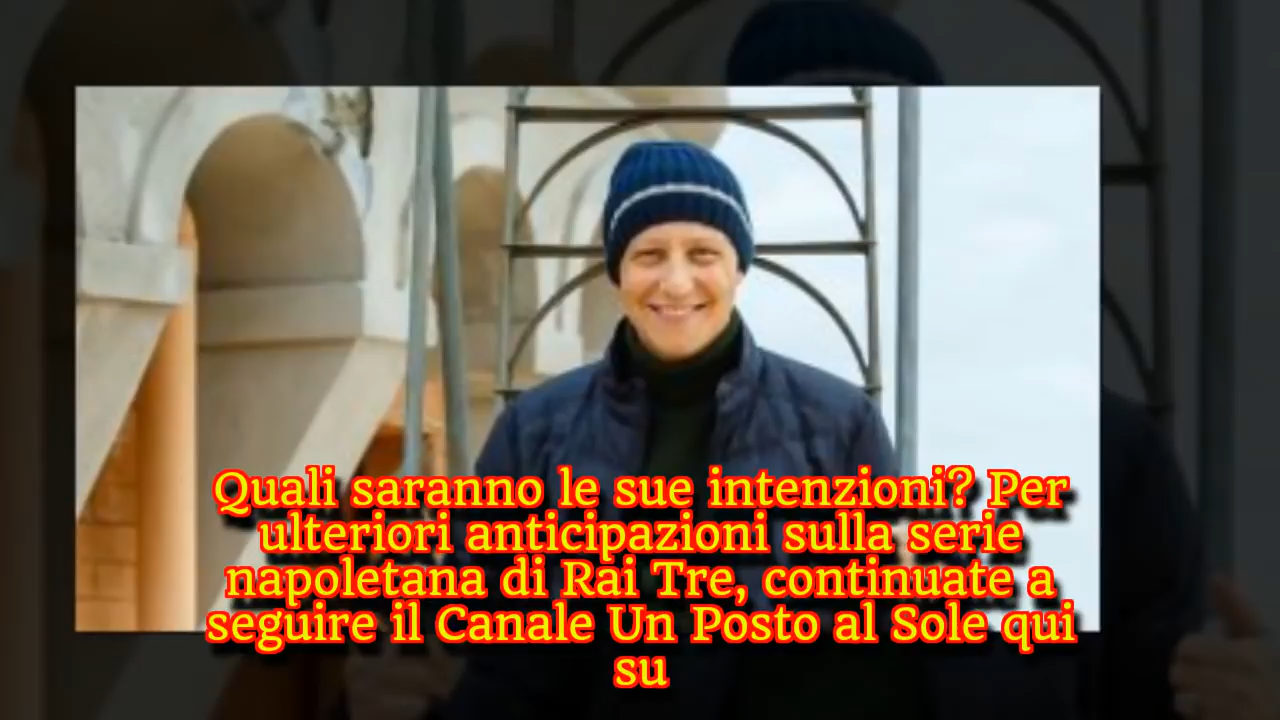 Quali saranno le sue intenzioni? Per
ulteriori anticipazioni sulla serie
napoletana di Rai Tre, continuate a
seguire il Canale Un Posto al Sole qui
su